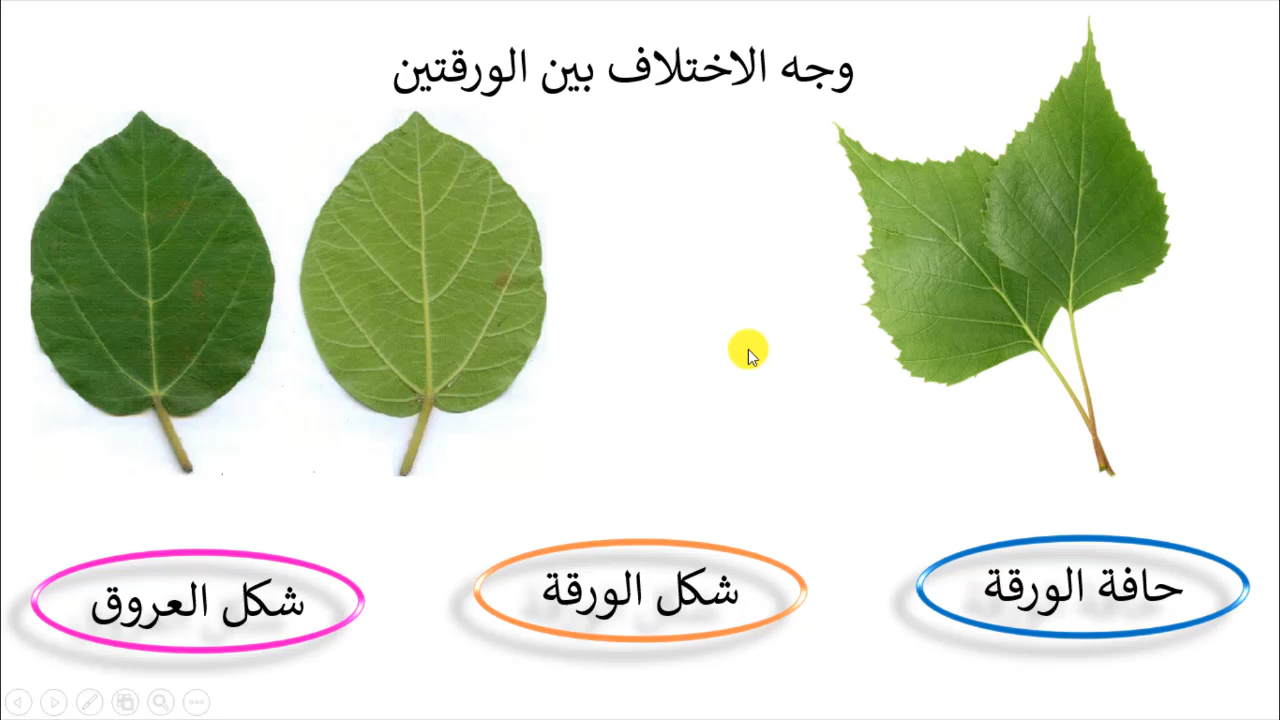 وجه الاختلاف بين الورقتين
حافة الورقة
شكل الورقة
شكل العروق